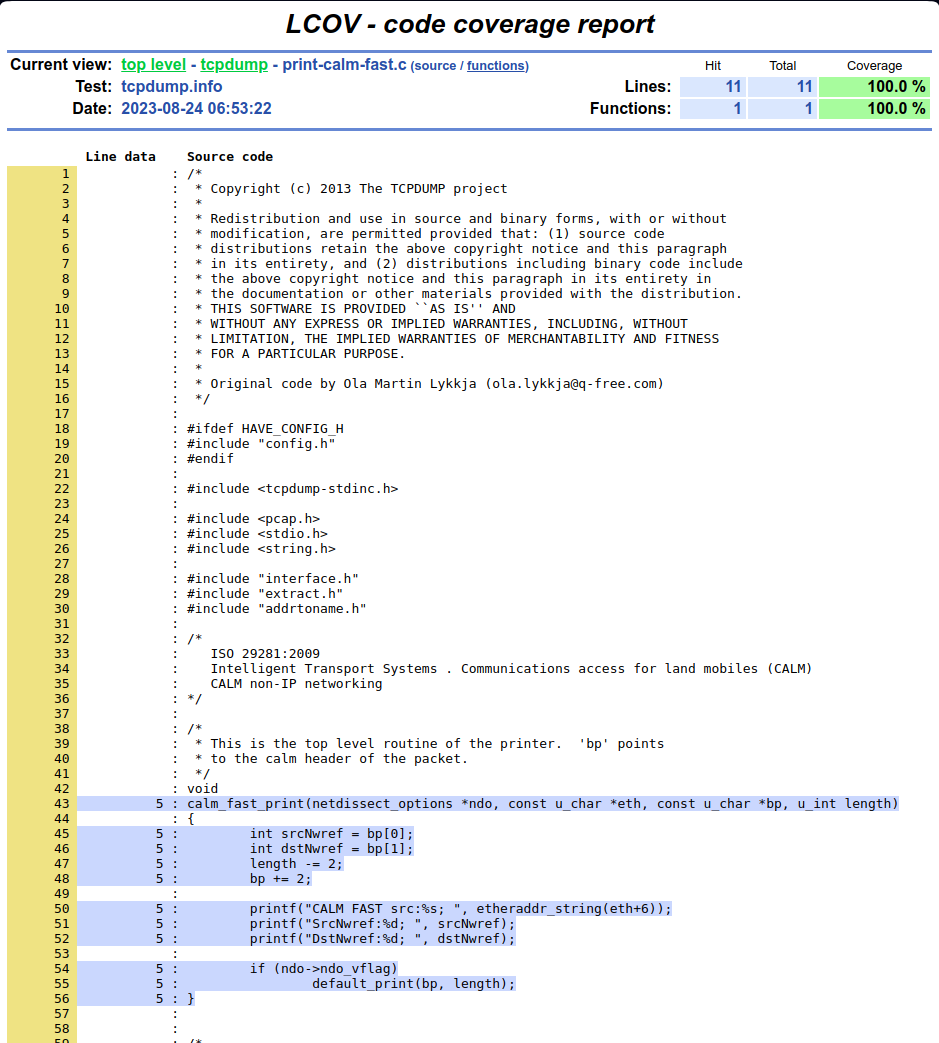 LCOV - code coverage report
Current view: top level - tcpdump - print-calm-fast.c (source / functions) Hit Total Coverage
Test: tcpdump.info Lines: 11 11 100.0 %
Date: 2023-08-24 06:53:22 Functions: 1 1 100.0 %
Line data Source code
1 : /*
2 : * Copyright (c) 2013 The TCPDUMP project
3 : *
4 : * Redistribution and use in source and binary forms, with or without
5 : * modification, are permitted provided that: (1) source code
6 : * distributions retain the above copyright notice and this paragraph
7 : * in its entirety, and (2) distributions including binary code include
8 : * the above copyright notice and this paragraph in its entirety in
9 : * the documentation or other materials provided with the distribution.
10 : * THIS SOFTWARE IS PROVIDED ``AS IS'' AND
11 : * WITHOUT ANY EXPRESS OR IMPLIED WARRANTIES, INCLUDING, WITHOUT
12 : * LIMITATION, THE IMPLIED WARRANTIES OF MERCHANTABILITY AND FITNESS
13 : * FOR A PARTICULAR PURPOSE.
14 : *
15 : * Original code by Ola Martin Lykkja (ola.lykkja@q-free.com)
16 : */
17 :
18 : #ifdef HAVE_CONFIG_H
19 : #include "config.h"
20 : #endif
21 :
22 : #include <tcpdump-stdinc.h>
23 :
24 : #include <pcap.h>
25 : #include <stdio.h>
26 : #include <string.h>
27 :
28 : #include "interface.h"
29 : #include "extract.h"
30 : #include "addrtoname.h"
31 :
32 : /*
33 : ISO 29281:2009
34 : Intelligent Transport Systems . Communications access for land mobiles (CALM)
35 : CALM non-IP networking
36 : */
37 :
38 : /*
39 : * This is the top level routine of the printer.  'bp' points
40 : * to the calm header of the packet.
41 : */
42 : void
43 5 : calm_fast_print(netdissect_options *ndo, const u_char *eth, const u_char *bp, u_int length)
44 : {
45 5 : int srcNwref = bp[0];
46 5 : int dstNwref = bp[1];
47 5 : length -= 2;
48 5 : bp += 2;
49 :
50 5 : printf("CALM FAST src:%s; ", etheraddr_string(eth+6));
51 5 : printf("SrcNwref:%d; ", srcNwref);
52 5 : printf("DstNwref:%d; ", dstNwref);
53 :
54 5 : if (ndo->ndo_vflag)
55 5 : default_print(bp, length);
56 5 : }
57 :
58 :
59 : /*